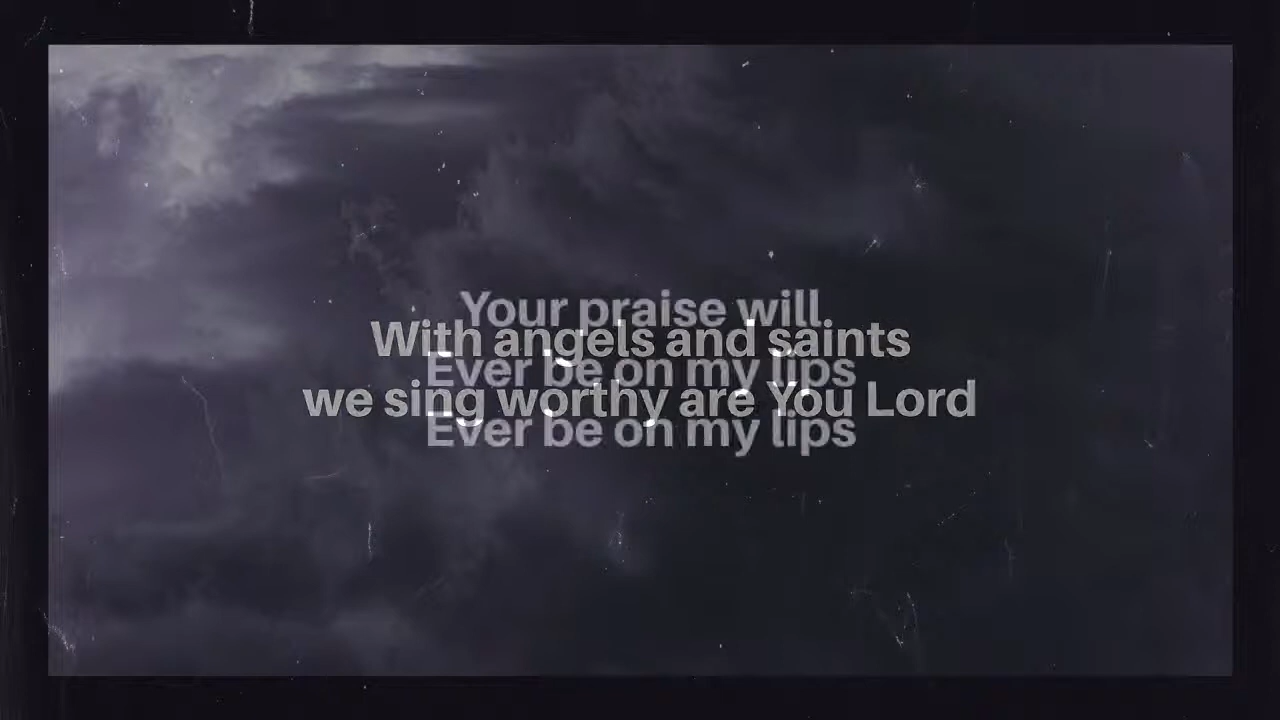 Your praise will
With angels and saints
Ever be on my lips
we sing worthy are You Lord
Ever be on my lips